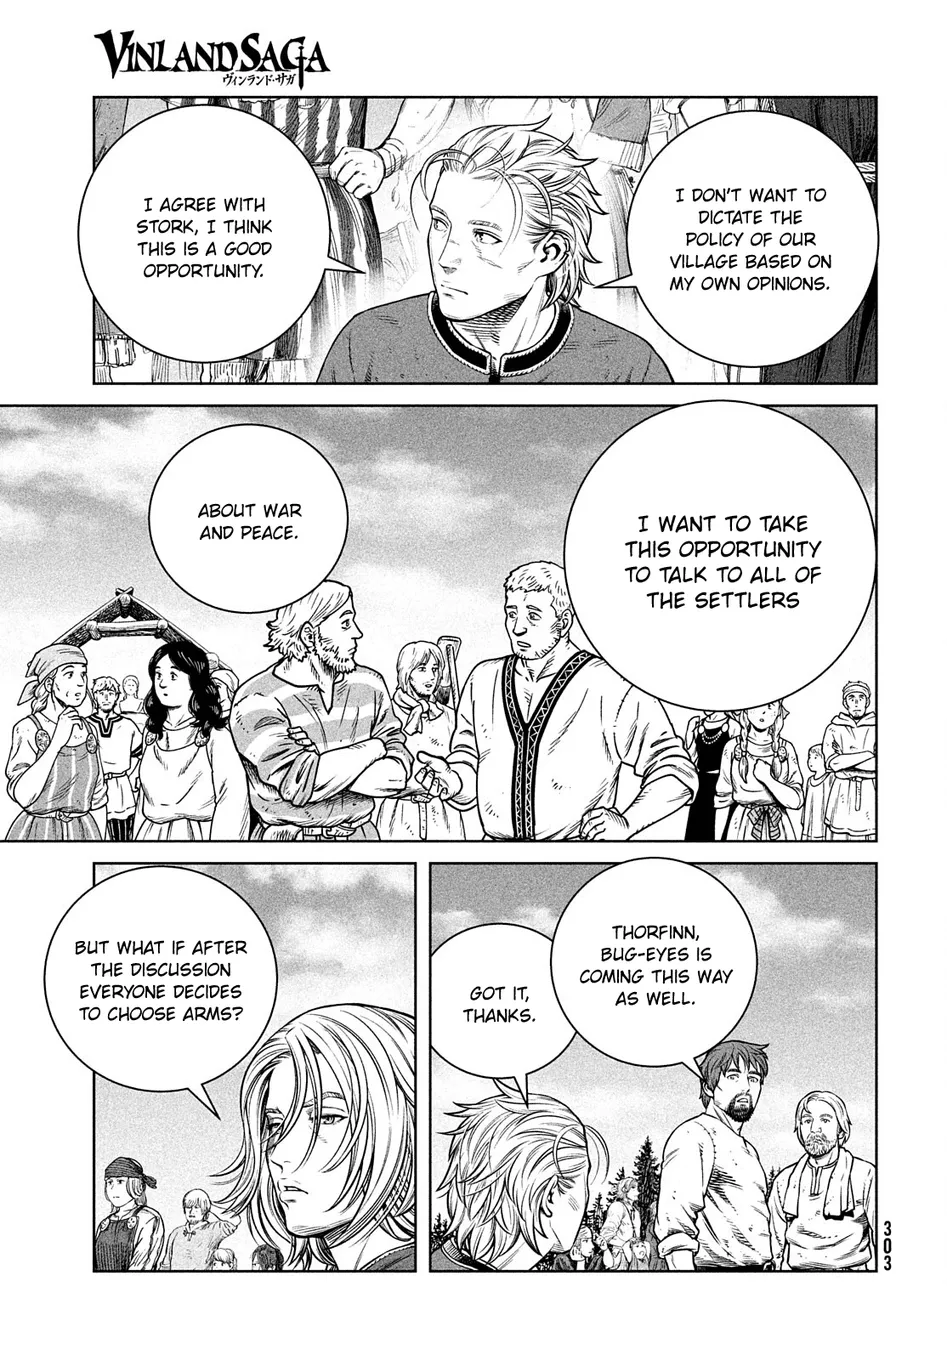 VINLAND SAGA
ヴィンランド・サガ
I DON'T WANT TO
DICTATE THE
POLICY OF OUR
VILLAGE BASED ON
MY OWN OPINIONS.
I AGREE WITH
STORK, I THINK
THIS IS A GOOD
OPPORTUNITY.
I WANT TO TAKE
THIS OPPORTUNITY
TO TALK TO ALL OF
THE SETTLERS
ABOUT WAR
AND PEACE.
THORFINN,
BUG-EYES IS
COMING THIS WAY
AS WELL.
GOT IT,
THANKS.
BUT WHAT IF AFTER
THE DISCUSSION
EVERYONE DECIDES
TO CHOOSE ARMS?
303